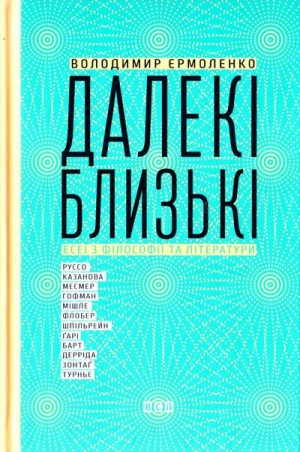 ВОЛОДИМИР ЄРМОЛЕНКО
ДАЛЕКІ
БЛИЗЬКІ
ЕСЕЇ З ФІЛОСОФІЇ ТА ЛІТЕРАТУРИ
РУССО
КАЗАНОВА
МЕСМЕР
ГОФМАН
МІШЛЕ
ФЛОБЕР
ШПІЛЬРЕЙН
ҐАРІ
БАРТ
ДЕРРІДА
ЗОНТАҐ
ТУРНЬЄ
ВСЛ